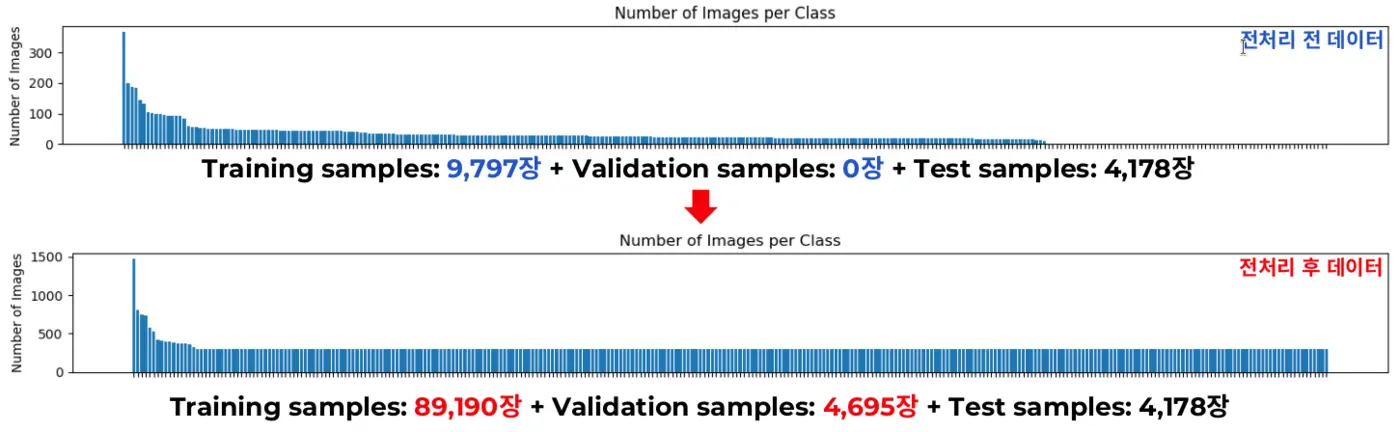 Number of Images per Class
전처리 전 데이터
Number of Images
300
200
100
0
Training samples: 9,797장 + Validation samples: 0장 + Test samples: 4,178장
Number of Images per Class
전처리 후 데이터
Number of Images
1500
1000
500
0
Training samples: 89,190장 + Validation samples: 4,695장 + Test samples: 4,178장